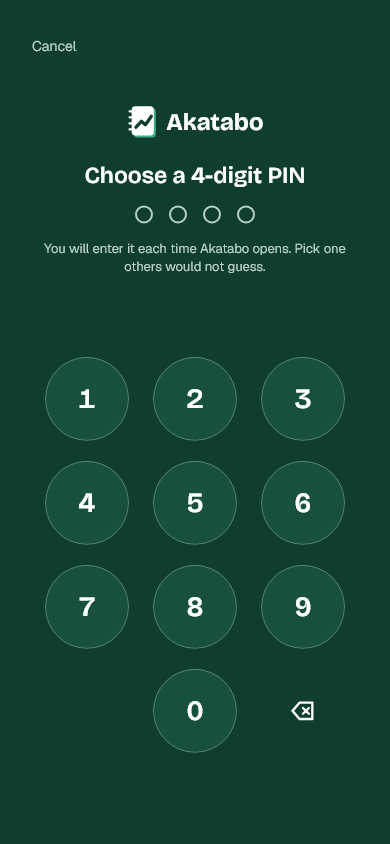 Cancel
Akatabo
Choose a 4-digit PIN
You will enter it each time Akatabo opens. Pick one
others would not guess.
1 2 3
4 5 6
7 8 9
0